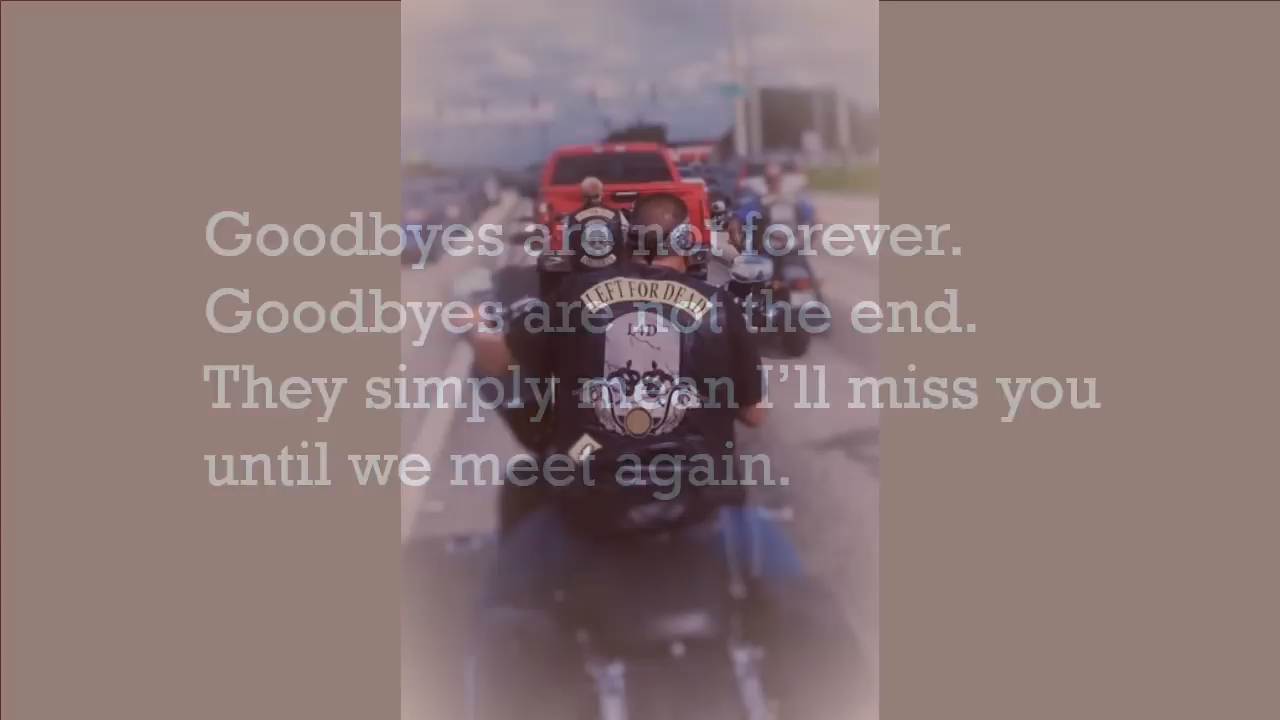 Goodbyes are not forever.
Goodbyes are not the end.
They simply mean I’ll miss you
until we meet again.
LEFT FOR DEAD